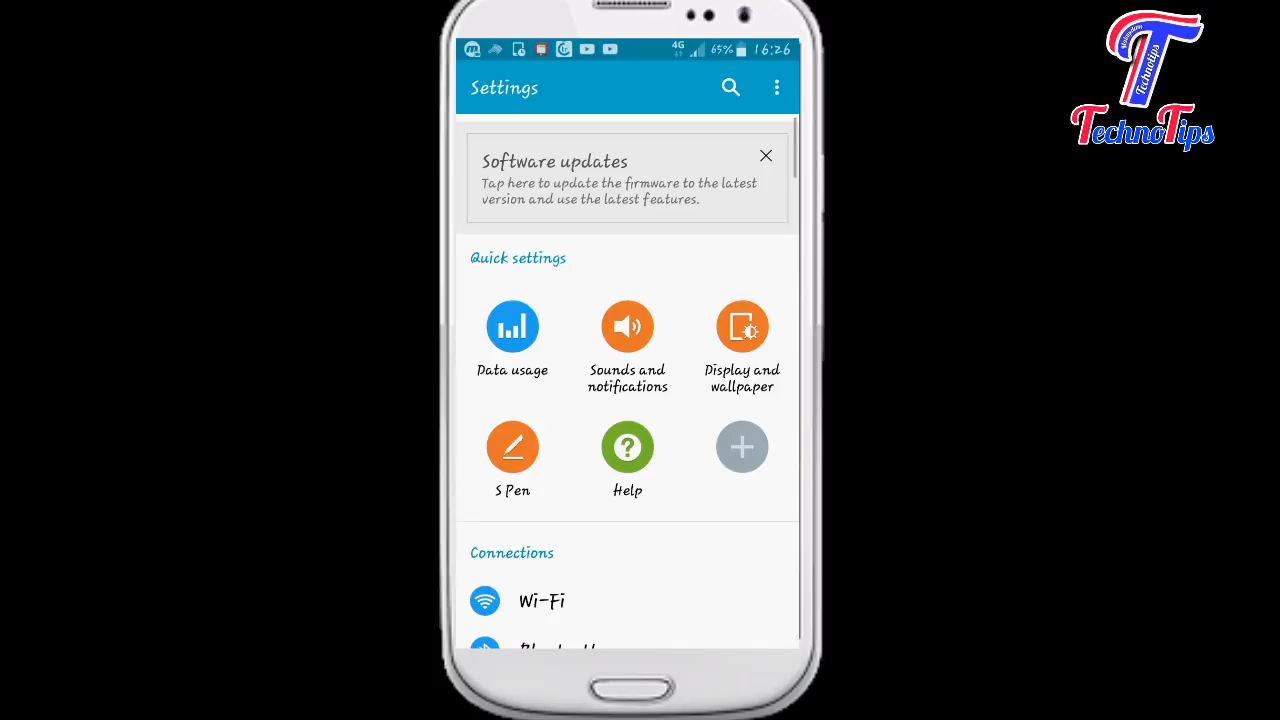 4G 65% 16:26
Settings
Software updates
Tap here to update the firmware to the latest
version and use the latest features.
Quick settings
Data usage
Sounds and
notifications
Display and
wallpaper
S Pen
Help
Connections
Wi-Fi
T
Technotips
TechnoTips